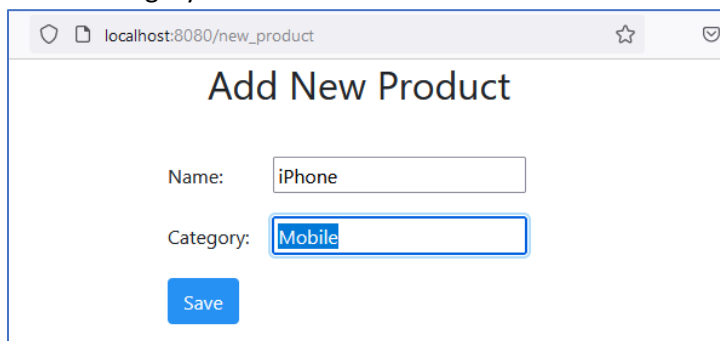 localhost:8080/new_product
Add New Product
Name: iPhone
Category: Mobile
Save